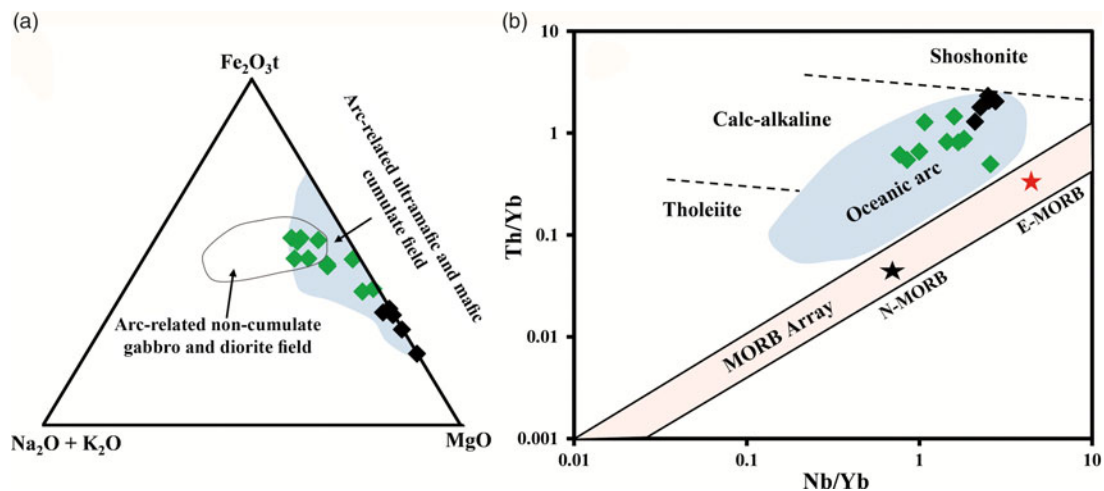 (a)
Fe₂O₃t
Arc-related ultramafic and mafic
cumulate field
Arc-related non-cumulate
gabbro and diorite field
Na₂O + K₂O
MgO
(b)
10
1
0.1
0.01
0.001
Th/Yb
Shoshonite
Calc-alkaline
Tholeiite
Oceanic arc
E-MORB
N-MORB
MORB Array
0.01
0.1
1
10
Nb/Yb